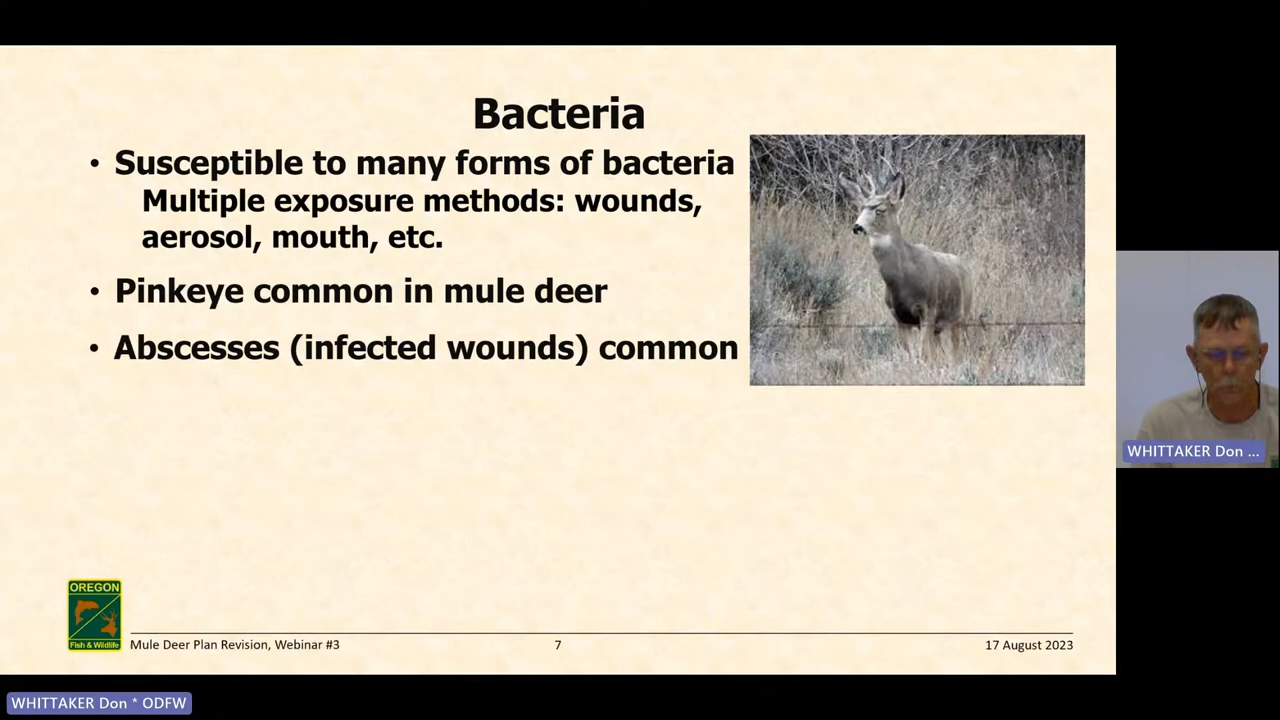 Bacteria
• Susceptible to many forms of bacteria
Multiple exposure methods: wounds,
aerosol, mouth, etc.
• Pinkeye common in mule deer
• Abscesses (infected wounds) common
OREGON
Fish & Wildlife
Mule Deer Plan Revision, Webinar #3
7
17 August 2023
WHITTAKER Don ...
WHITTAKER Don * ODFW